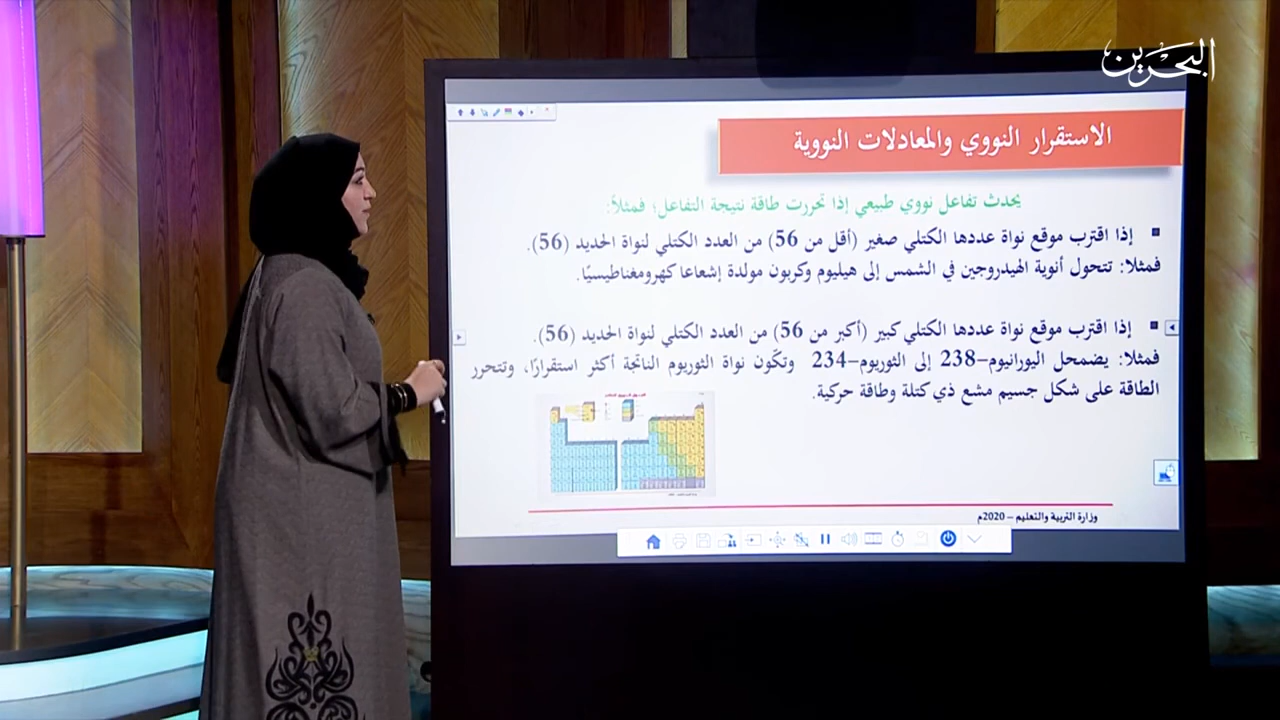 البحرين
الاستقرار النووي والمعادلات النووية
يحدث تفاعل نووي طبيعي إذا تحررت طاقة نتيجة التفاعل؛ فمثلاً:
إذا اقترب موقع نواة عددها الكتلي صغير (أقل من 56) من العدد الكتلي لنواة الحديد (56).
فمثلا: تتحول أنوية الهيدروجين في الشمس إلى هيليوم وكربون مولدة إشعاعا كهرومغناطيسيًا.
إذا اقترب موقع نواة عددها الكتلي كبير (أكبر من 56) من العدد الكتلي لنواة الحديد (56).
فمثلا: يضمحل اليورانيوم–238 إلى الثوريوم–234 وتكّون نواة الثوريوم الناتجة أكثر استقرارًا، وتتحرر
الطاقة على شكل جسيم مشع ذي كتلة وطاقة حركية.
وزارة التربية والتعليم – 2020م